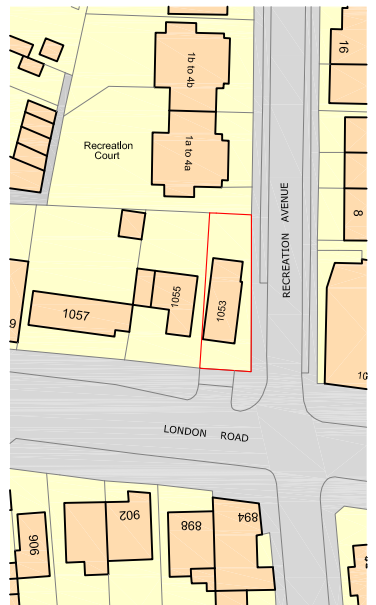 16
1b to 4b
Recreation
Court
1a to 4a
8
RECREATION AVENUE
1055
1053
1057
9
10
LONDON ROAD
902
898
894
906